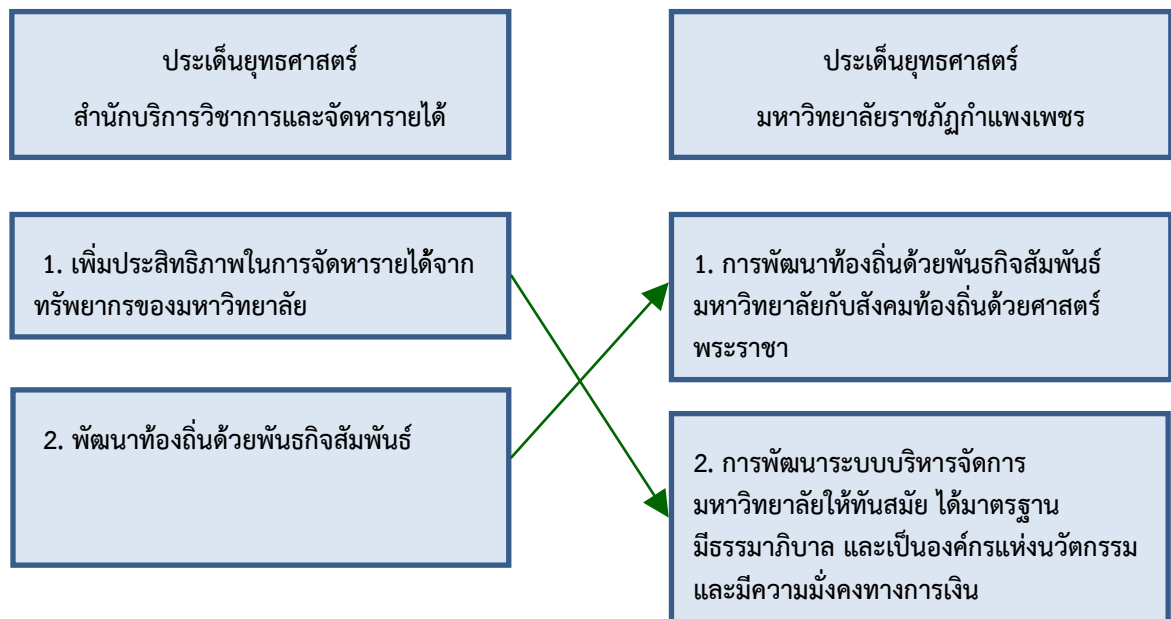 ประเด็นยุทธศาสตร์
สำนักบริการวิชาการและจัดหารายได้
ประเด็นยุทธศาสตร์
มหาวิทยาลัยราชภัฏกำแพงเพชร
1. เพิ่มประสิทธิภาพในการจัดหารายได้จาก
ทรัพยากรของมหาวิทยาลัย
2. พัฒนาท้องถิ่นด้วยพันธกิจสัมพันธ์
1. การพัฒนาท้องถิ่นด้วยพันธกิจสัมพันธ์
มหาวิทยาลัยกับสังคมท้องถิ่นด้วยศาสตร์
พระราชา
2. การพัฒนาระบบบริหารจัดการ
มหาวิทยาลัยให้ทันสมัย ได้มาตรฐาน
มีธรรมาภิบาล และเป็นองค์กรแห่งนวัตกรรม
และมีความมั่งคงทางการเงิน